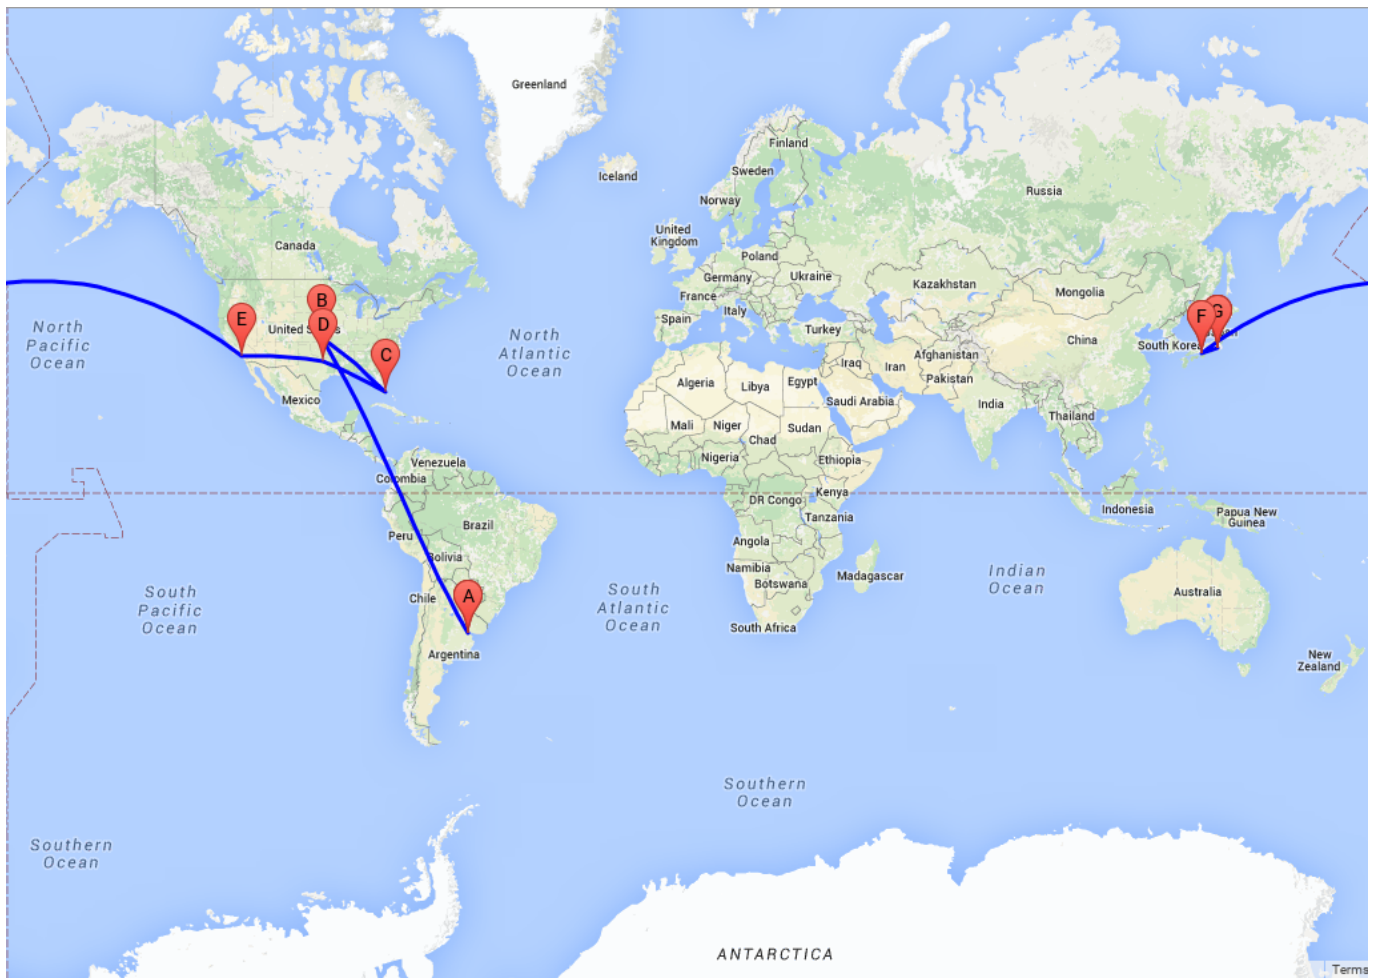 Greenland
Iceland
Finland
Sweden
Norway
Russia
Canada
United
Kingdom
Poland
Germany
Ukraine
Kazakhstan
Mongolia
France
Italy
Spain
Turkey
North
Pacific
Ocean
North
Atlantic
Ocean
E
B
D
C
F
G
South Korea
China
Afghanistan
Iraq
Iran
Pakistan
Algeria
Libya
Egypt
Saudi Arabia
India
Thailand
Mexico
Mali
Niger
Chad
Sudan
Nigeria
Ethiopia
Venezuela
Colombia
DR Congo
Kenya
Tanzania
Indonesia
Papua New
Guinea
Brazil
Peru
Bolivia
Angola
Namibia
Botswana
Madagascar
Indian
Ocean
Australia
South
Pacific
Ocean
South
Atlantic
Ocean
Chile
A
South Africa
Argentina
New
Zealand
Southern
Ocean
Southern
Ocean
ANTARCTICA
Terms